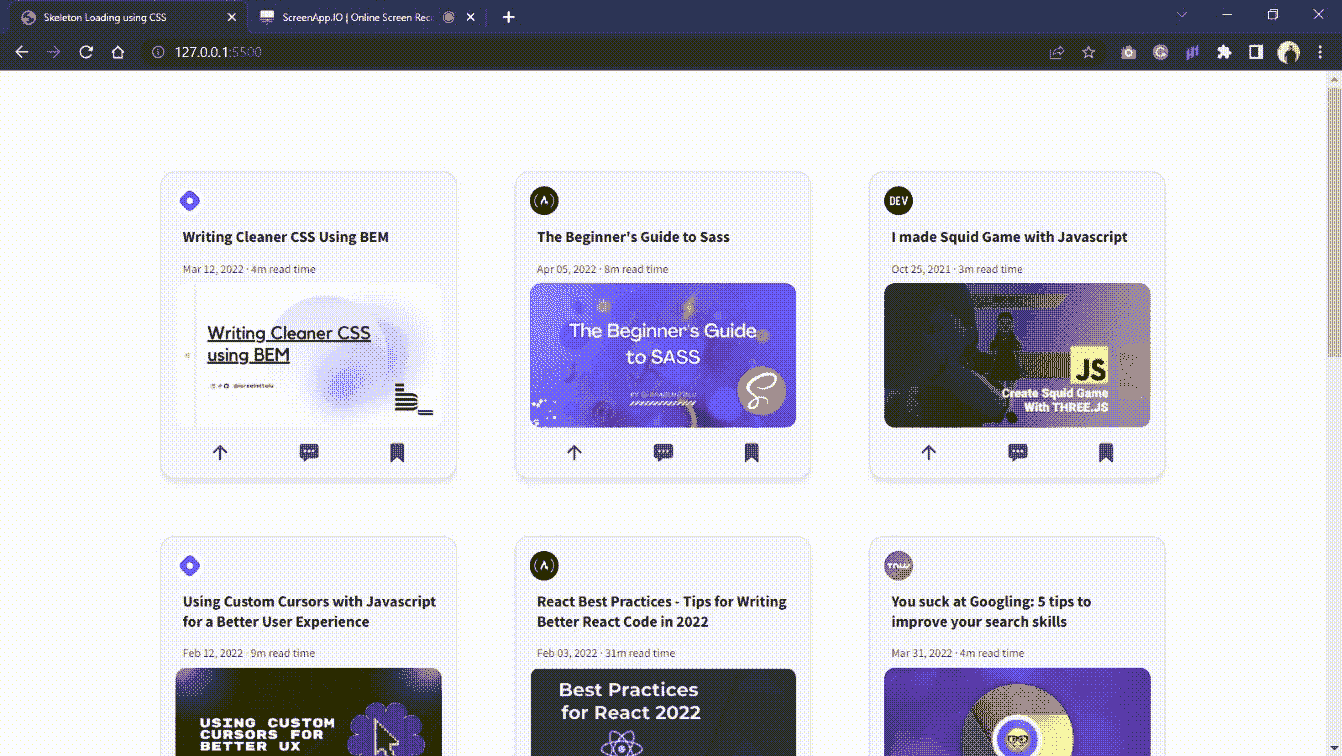 Skeleton Loading using CSS
ScreenApp.IO | Online Screen Rec
127.0.0.1:5500
Writing Cleaner CSS Using BEM
Mar 12, 2022 · 4m read time
Writing Cleaner CSS
using BEM
The Beginner's Guide to Sass
Apr 05, 2022 · 8m read time
The Beginner's Guide
to SASS
DEV
I made Squid Game with Javascript
Oct 25, 2021 · 3m read time
JS
Create Squid Game
With THREE.JS
Using Custom Cursors with Javascript
for a Better User Experience
Feb 12, 2022 · 9m read time
USING CUSTOM
CURSORS FOR
BETTER UX
React Best Practices - Tips for Writing
Better React Code in 2022
Feb 03, 2022 · 31m read time
Best Practices
for React 2022
TNW
You suck at Googling: 5 tips to
improve your search skills
Mar 31, 2022 · 4m read time